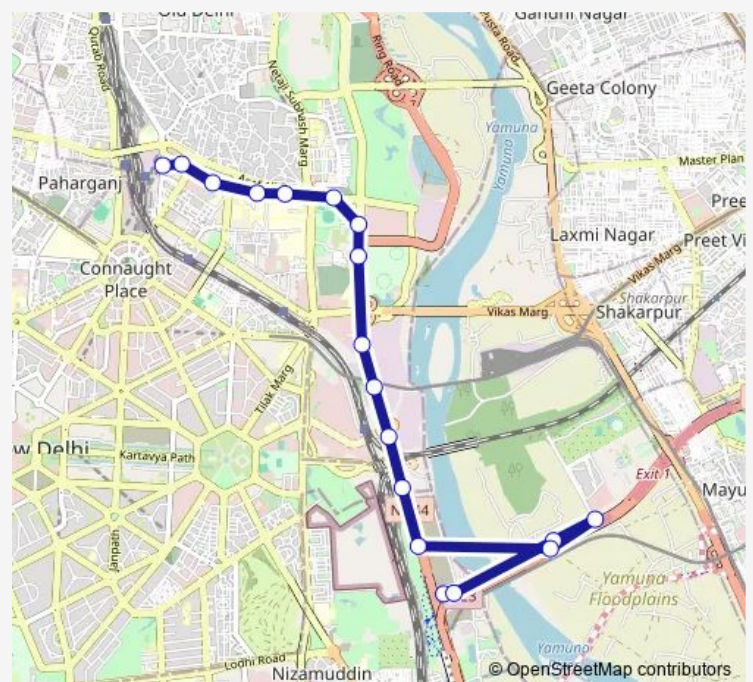 Old Delhi
Gandhi Nagar
Qutab Road
Ring Road
Pusta Road
Netaji Subhash Marg
Geeta Colony
Yamuna
Yamuna
Master Plan
Paharganj
Laxmi Nagar
Preet Vi
Vikas Marg
Connaught
Place
Shakarpur
Vikas Marg
Shakarpur
Tilak Marg
w Delhi
Kartavya Path
Exit 1
Mayu
Janpath
Yamuna
Floodplains
Lodhi Road
Yamuna
Nizamuddin
© OpenStreetMap contributors